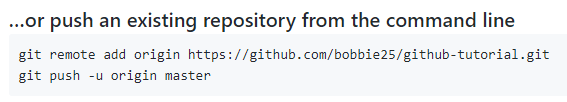 ...or push an existing repository from the command line
git remote add origin https://github.com/bobbie25/github-tutorial.git
git push -u origin master